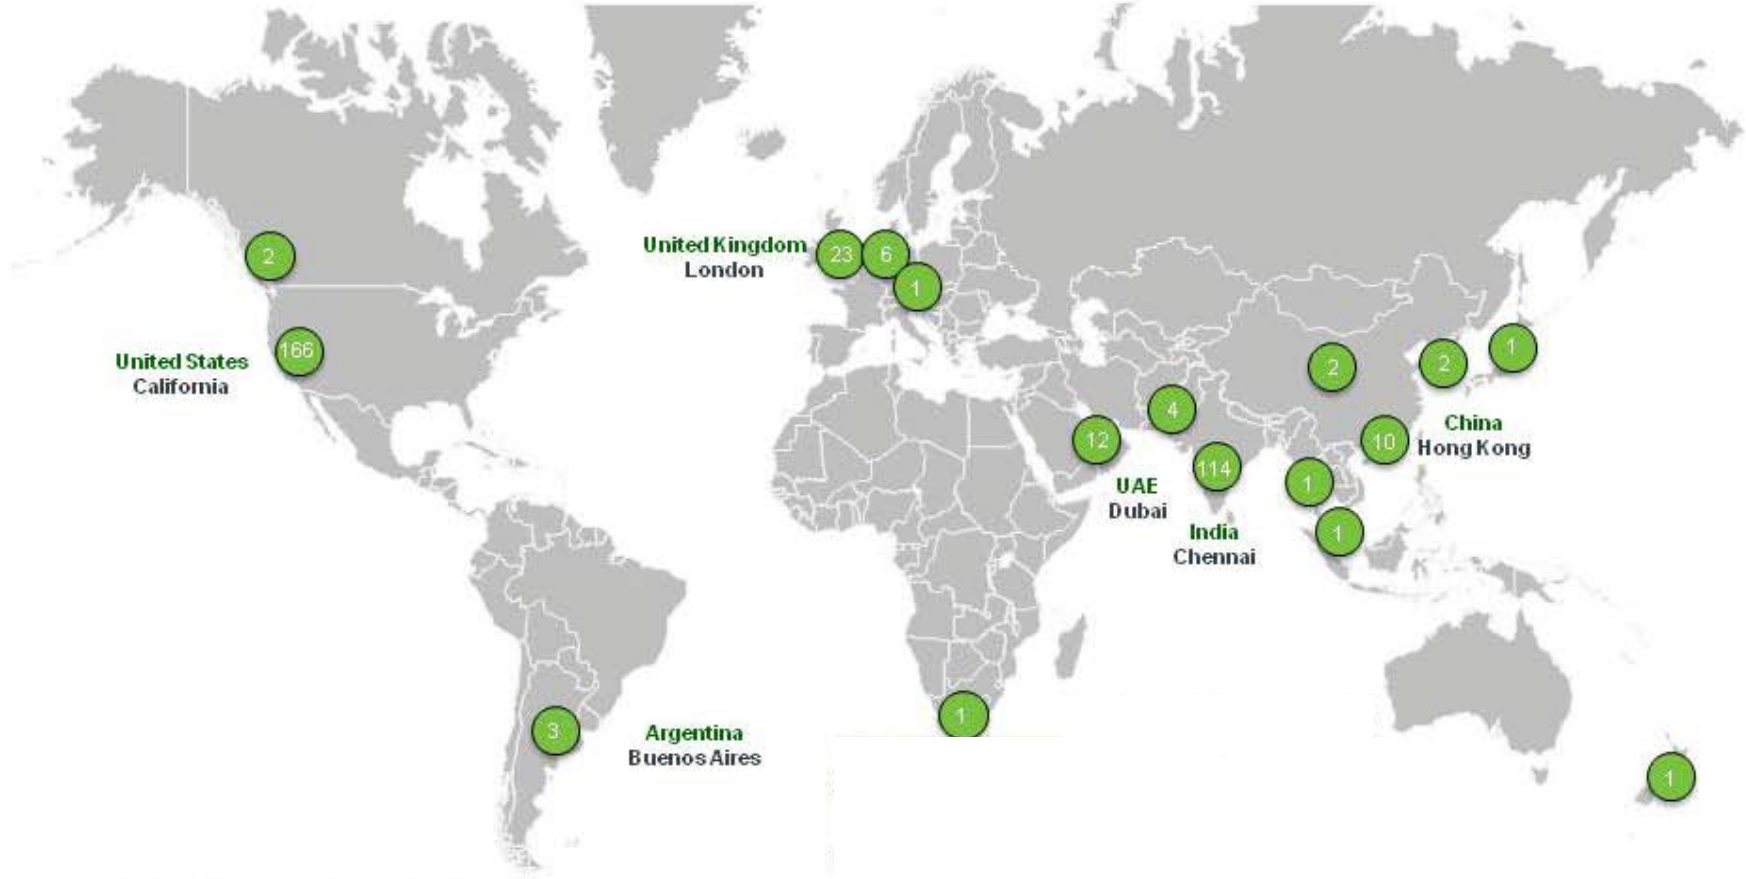 2
United Kingdom
London
23
6
1
166
United States
California
2
2
1
4
12
China
Hong Kong
10
114
1
UAE
Dubai
India
Chennai
1
1
3
Argentina
Buenos Aires
1